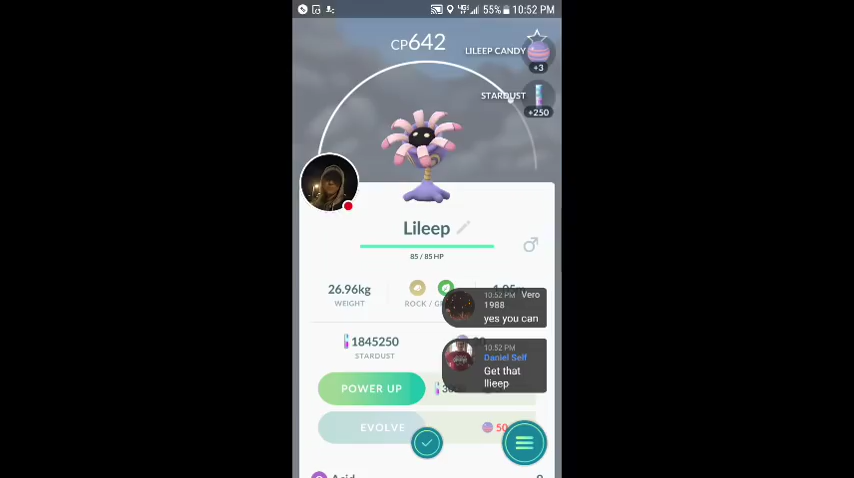 55% 10:52 PM
CP642
LILEEP CANDY
+3
STARDUST
+250
Lileep
85 / 85 HP
26.96kg
WEIGHT
ROCK /
10:52 PM Vero
1988
yes you can
1845250
STARDUST
10:52 PM
Daniel Self
Get that
llieep
POWER UP
EVOLVE
50